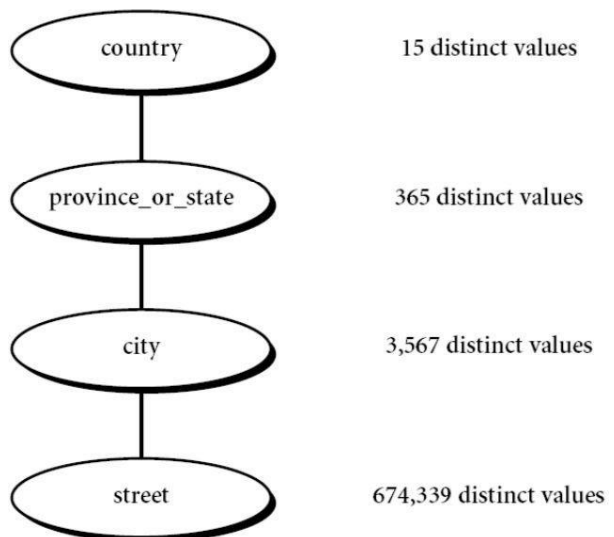 country 15 distinct values
province_or_state 365 distinct values
city 3,567 distinct values
street 674,339 distinct values